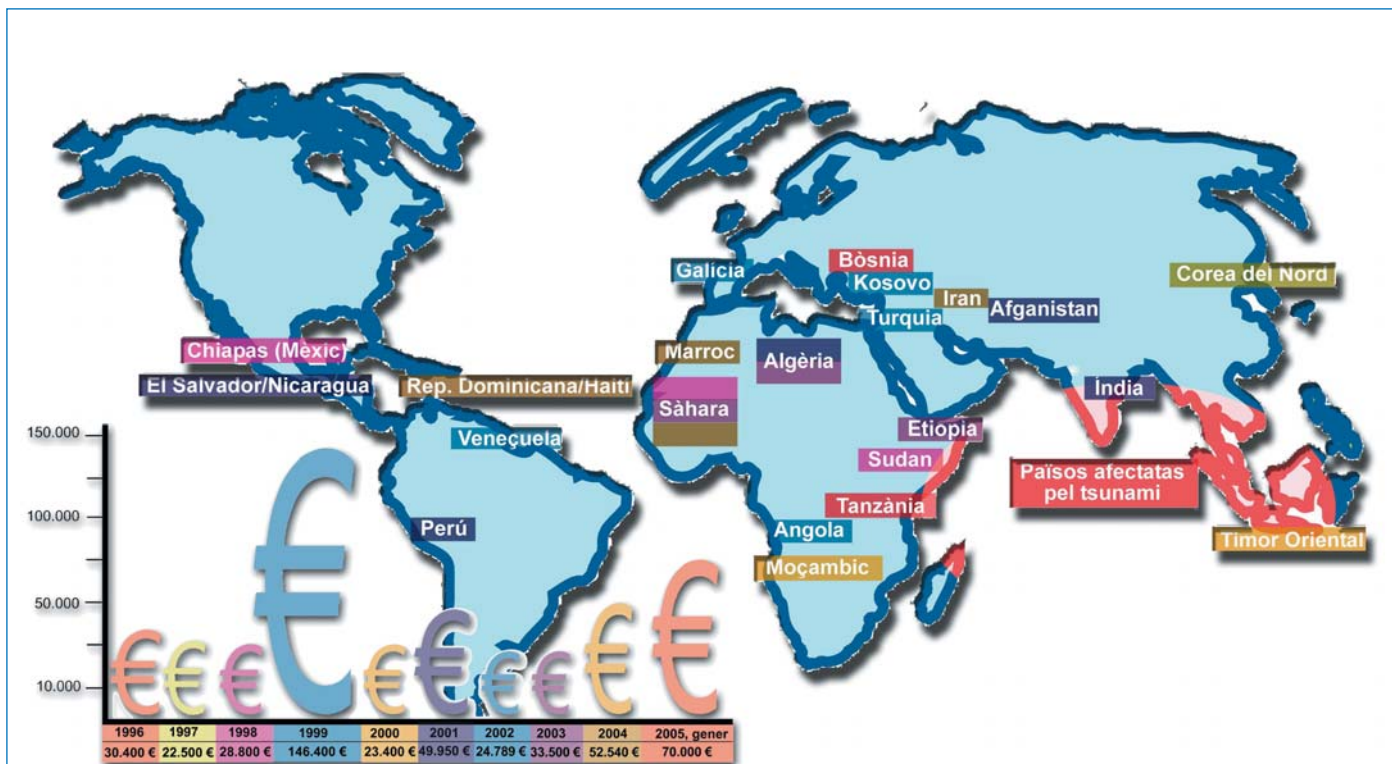 Galícia
Bòsnia
Kosovo
Turquia
Iran
Afganistan
Corea del Nord
Chiapas (Mèxic)
El Salvador/Nicaragua
Rep. Dominicana/Haití
Marroc
Algèria
Sàhara
Índia
Veneçuela
Etiopia
Sudan
Països afectatas
pel tsunami
Perú
Tanzània
Angola
Timor Oriental
Moçambic
150.000
100.000
50.000
10.000
€ € € € € € € € € €
1996 1997 1998 1999 2000 2001 2002 2003 2004 2005, gener
30.400 € 22.500 € 28.800 € 146.400 € 23.400 € 49.950 € 24.789 € 33.500 € 52.540 € 70.000 €